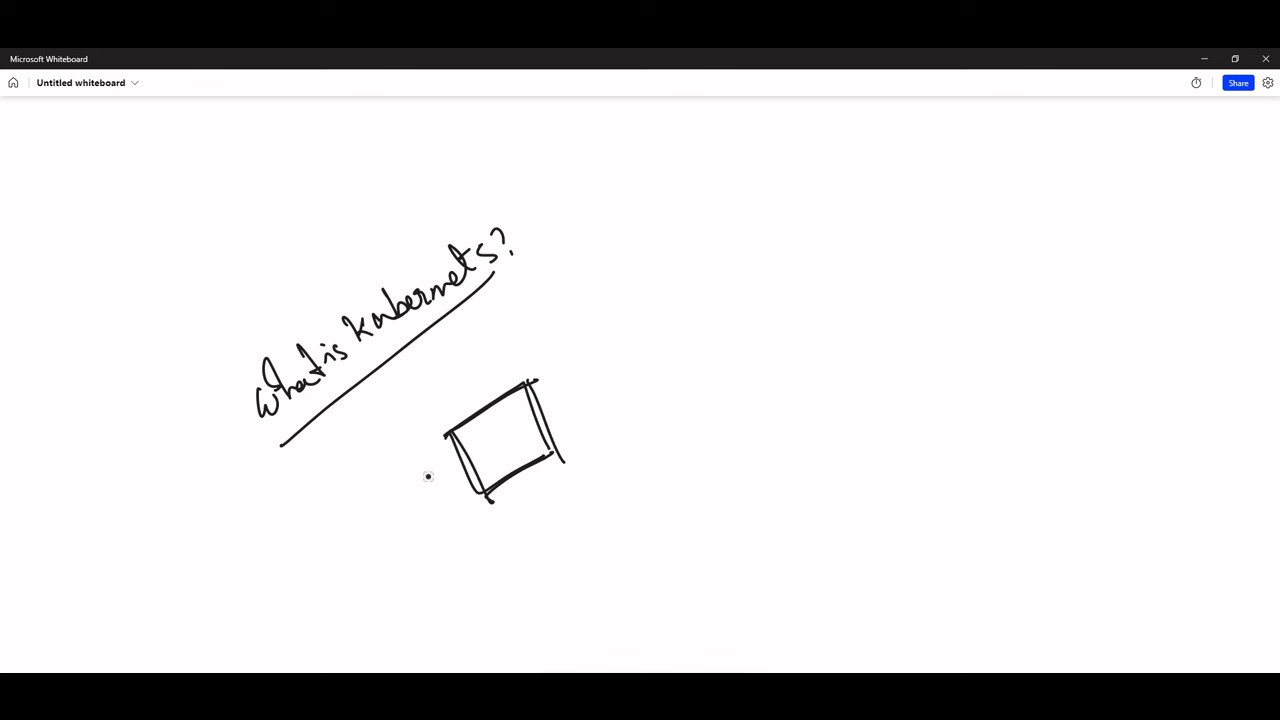 Microsoft Whiteboard
Untitled whiteboard
Share
What is Kubernets?